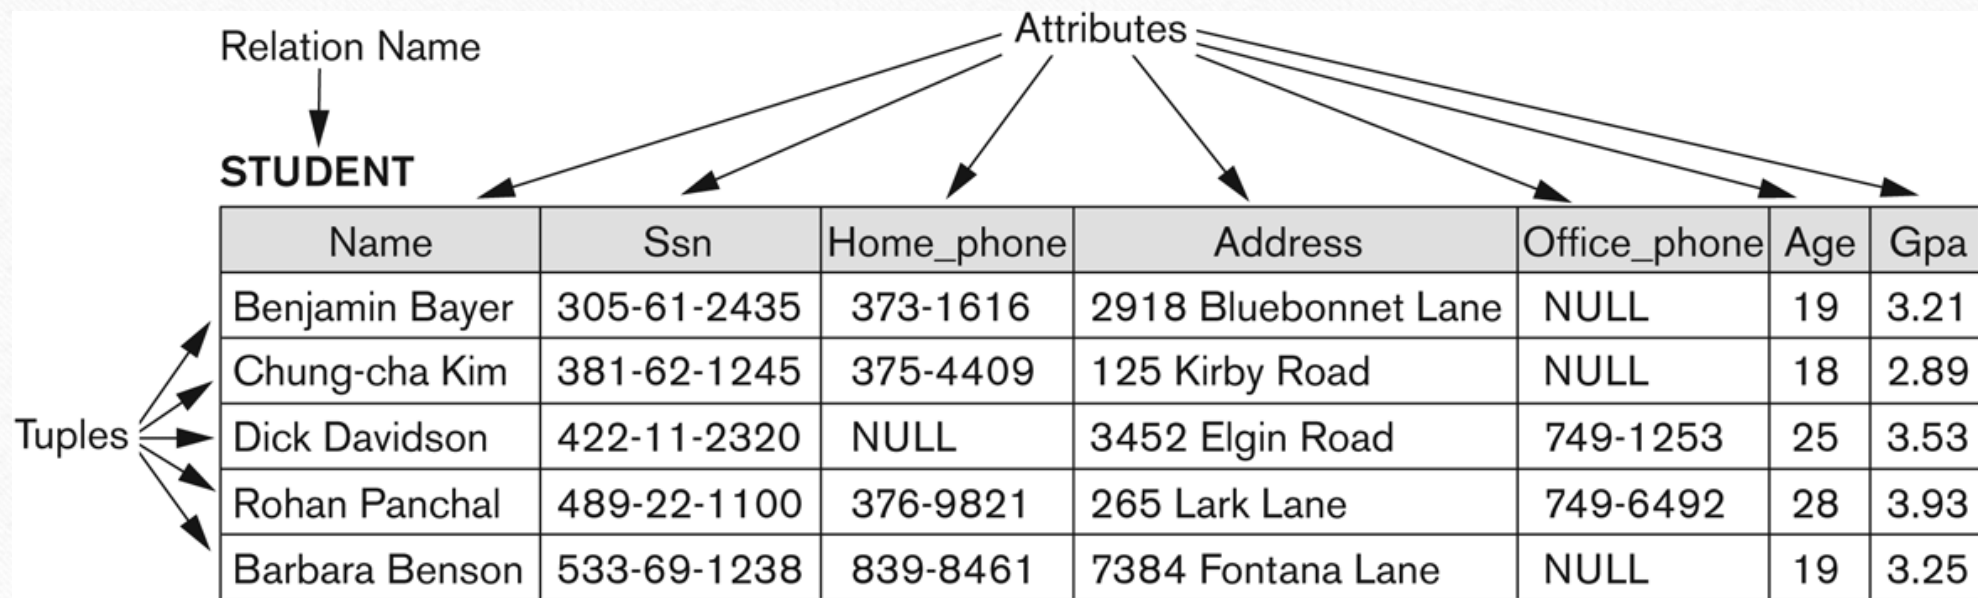 Attributes
Relation Name
STUDENT
Name Ssn Home_phone Address Office_phone Age Gpa
Benjamin Bayer 305-61-2435 373-1616 2918 Bluebonnet Lane NULL 19 3.21
Chung-cha Kim 381-62-1245 375-4409 125 Kirby Road NULL 18 2.89
Tuples Dick Davidson 422-11-2320 NULL 3452 Elgin Road 749-1253 25 3.53
Rohan Panchal 489-22-1100 376-9821 265 Lark Lane 749-6492 28 3.93
Barbara Benson 533-69-1238 839-8461 7384 Fontana Lane NULL 19 3.25